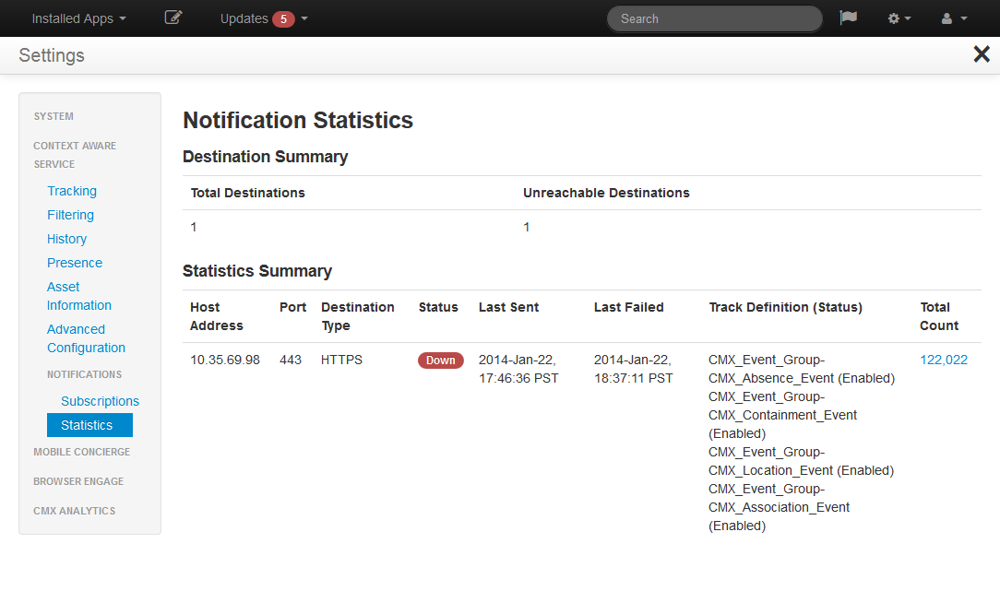 Installed Apps
Updates 5
Search
Settings
SYSTEM
CONTEXT AWARE
SERVICE
Tracking
Filtering
History
Presence
Asset
Information
Advanced
Configuration
NOTIFICATIONS
Subscriptions
Statistics
MOBILE CONCIERGE
BROWSER ENGAGE
CMX ANALYTICS
Notification Statistics
Destination Summary
Total Destinations Unreachable Destinations
1 1
Statistics Summary
Host Port Destination Status Last Sent Last Failed Track Definition (Status) Total
Address Type Count
10.35.69.98 443 HTTPS Down 2014-Jan-22, 2014-Jan-22, CMX_Event_Group- 122,022
17:46:36 PST 18:37:11 PST CMX_Absence_Event (Enabled)
CMX_Event_Group-
CMX_Containment_Event
(Enabled)
CMX_Event_Group-
CMX_Location_Event (Enabled)
CMX_Event_Group-
CMX_Association_Event
(Enabled)